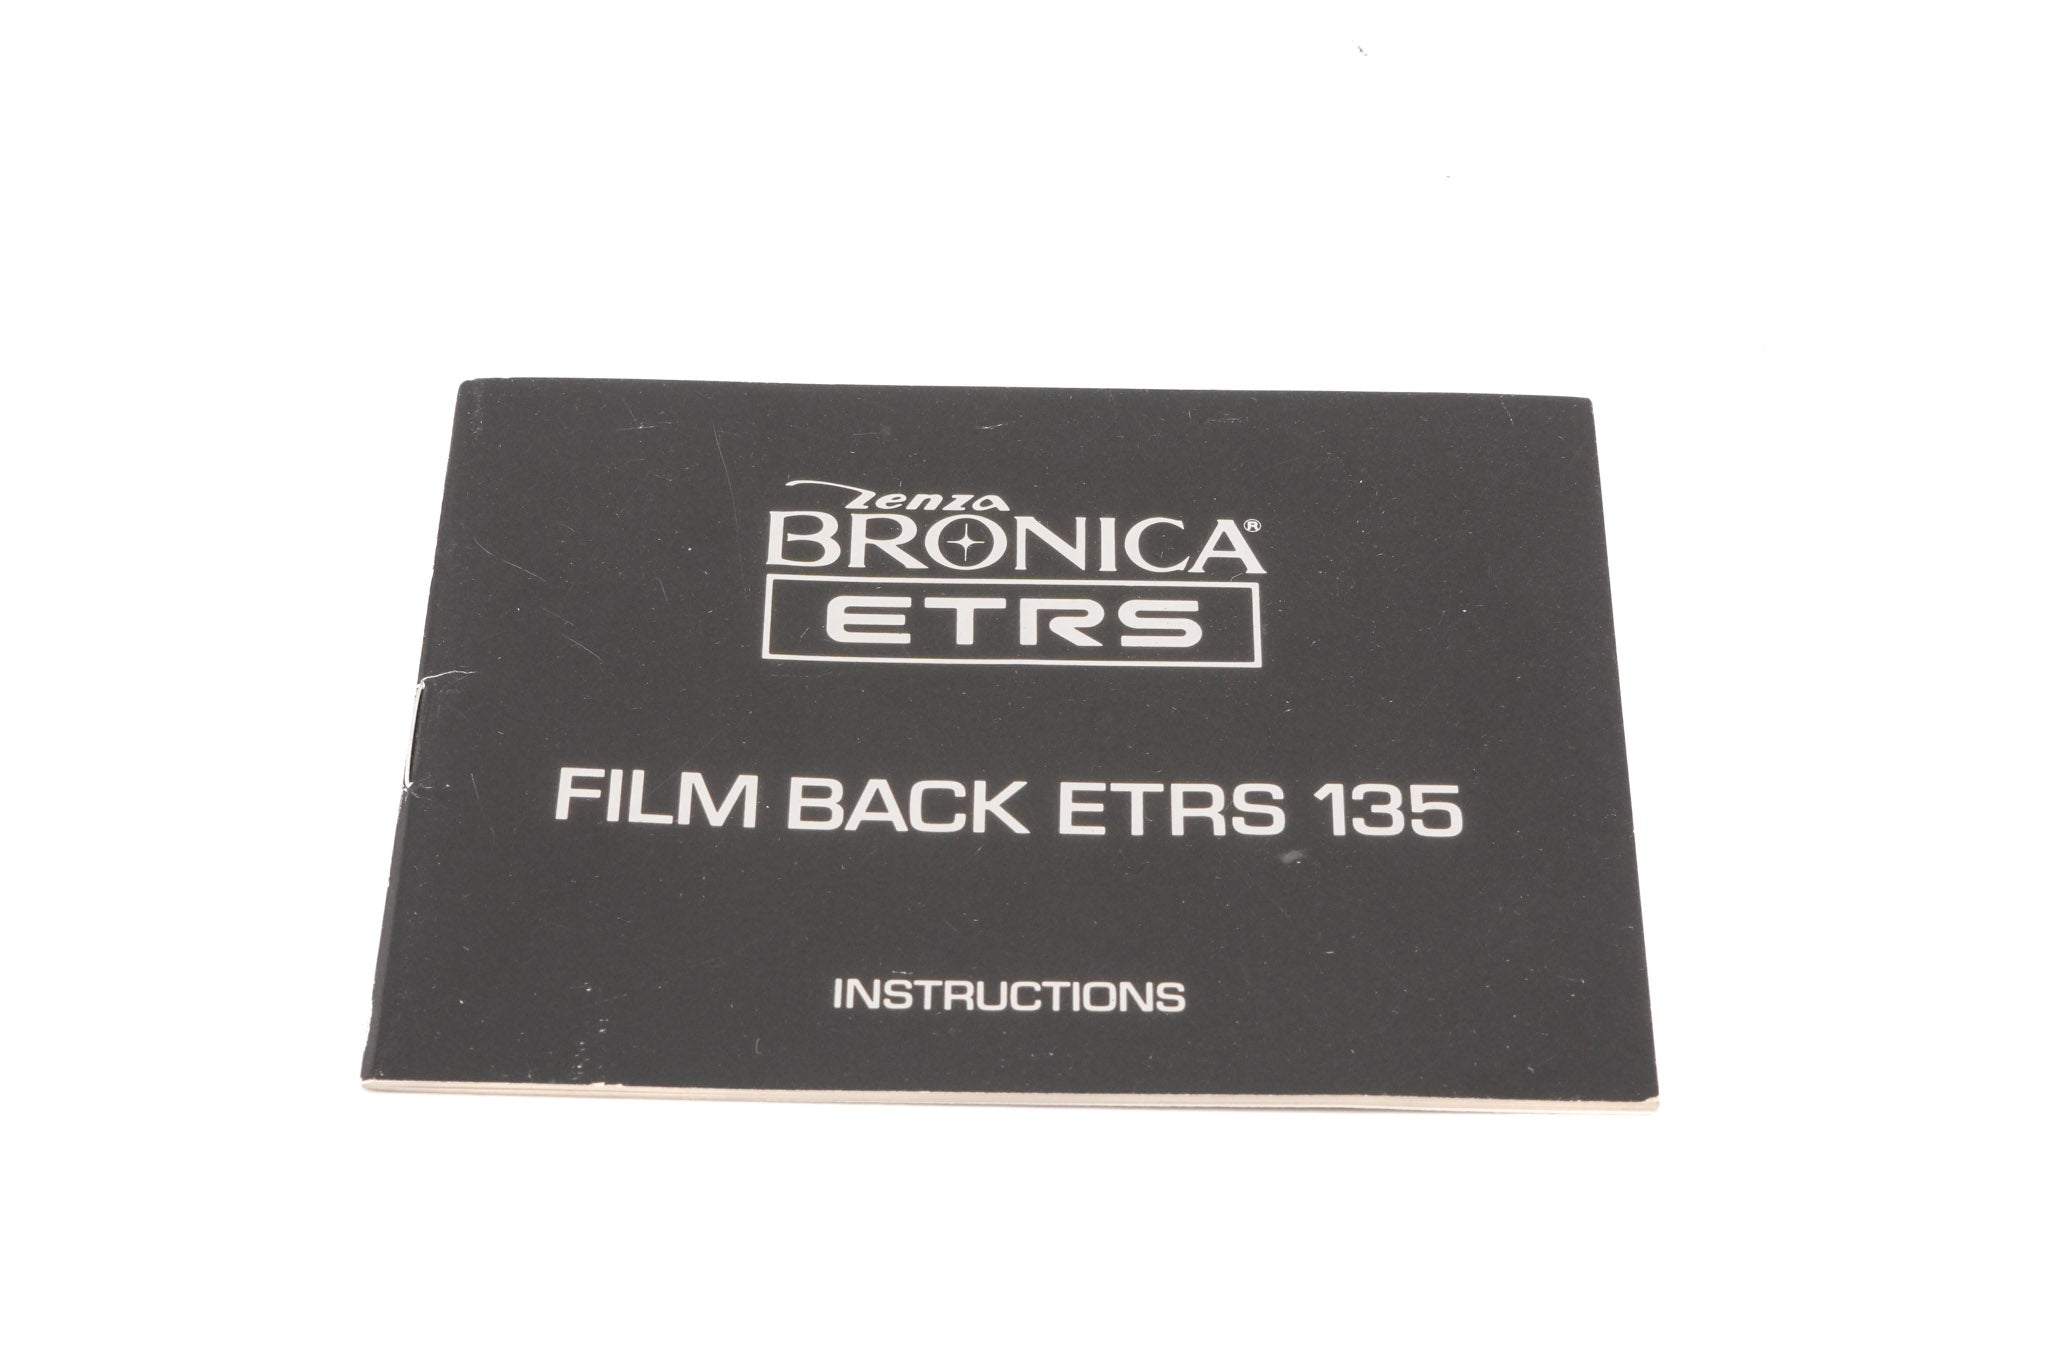 Zenza
BRONICA®
ETRS
FILM BACK ETRS 135
INSTRUCTIONS